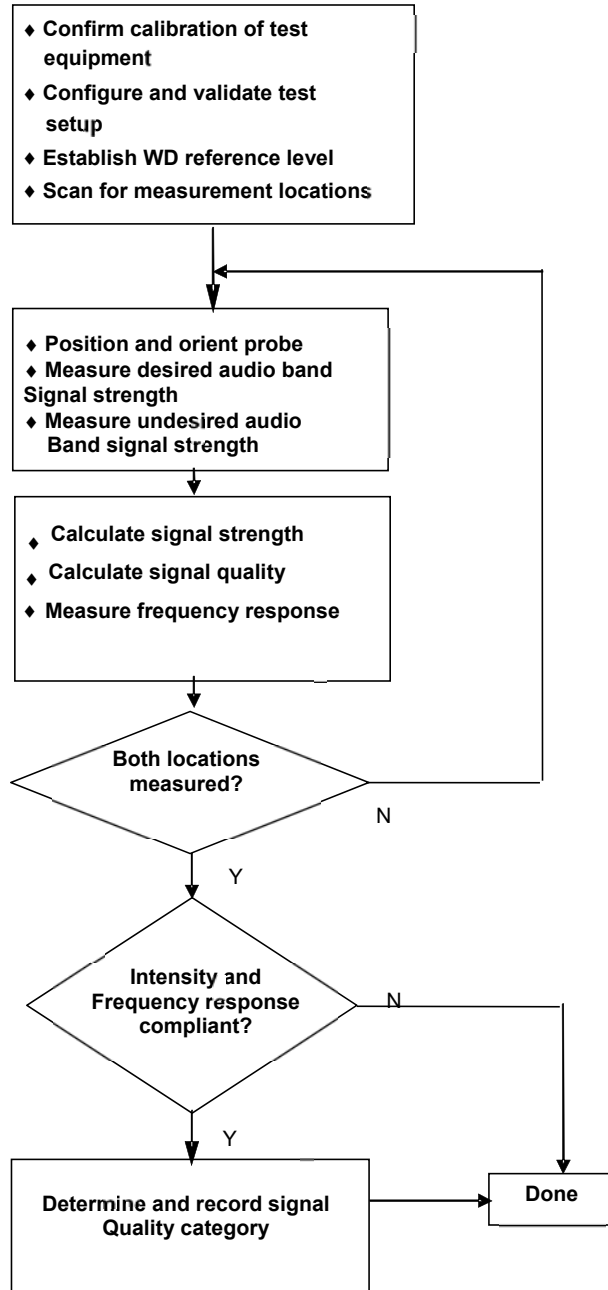 ♦ Confirm calibration of test
equipment
♦ Configure and validate test
setup
♦ Establish WD reference level
♦ Scan for measurement locations
♦ Position and orient probe
♦ Measure desired audio band
Signal strength
♦ Measure undesired audio
Band signal strength
♦ Calculate signal strength
♦ Calculate signal quality
♦ Measure frequency response
Both locations
measured?
N
Y
Intensity and
Frequency response
compliant?
N
Y
Determine and record signal
Quality category
Done